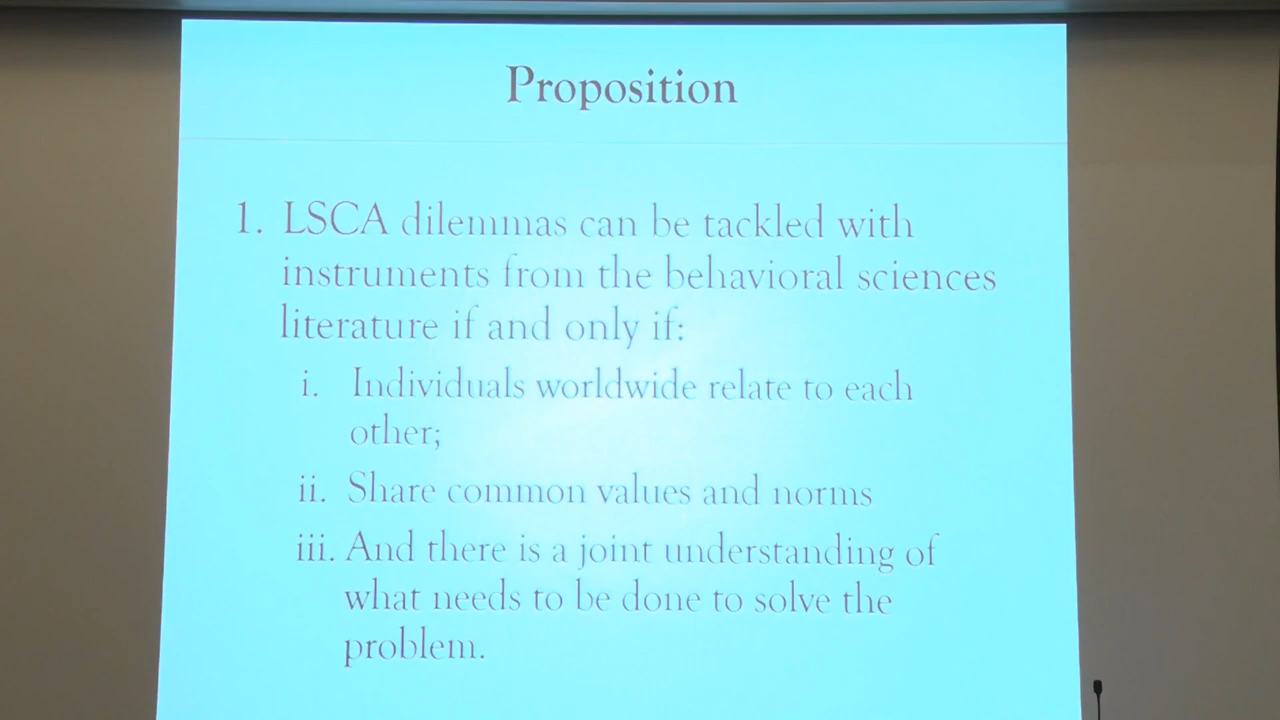 Proposition
1. LSCA dilemmas can be tackled with
instruments from the behavioral sciences
literature if and only if:
i. Individuals worldwide relate to each
other;
ii. Share common values and norms
iii. And there is a joint understanding of
what needs to be done to solve the
problem.